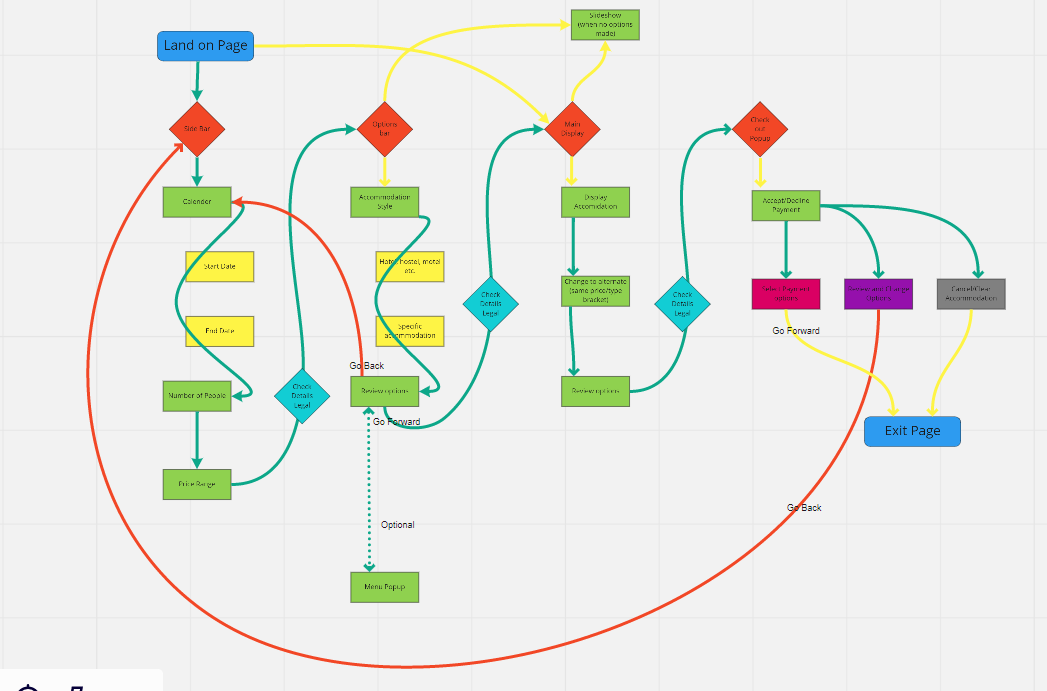 Slideshow
(when no options
made)
Land on Page
Side Bar
Options
bar
Main
Display
Check
out
Popup
Calender
Accommodation
Style
Display
Accomidation
Accept/Decline
Payment
Start Date
Hotel, hostel, motel
etc.
Check
Details
Legal
Change to alternate
(same price/type
bracket)
Check
Details
Legal
Select Payment
options
Review and Change
Options
Cancel/Clear
Accommodation
End Date
Specific
accommodation
Go Forward
Go Back
Number of People
Check
Details
Legal
Review options
Review options
Go Forward
Exit Page
Price Range
Go Back
Optional
Menu Popup